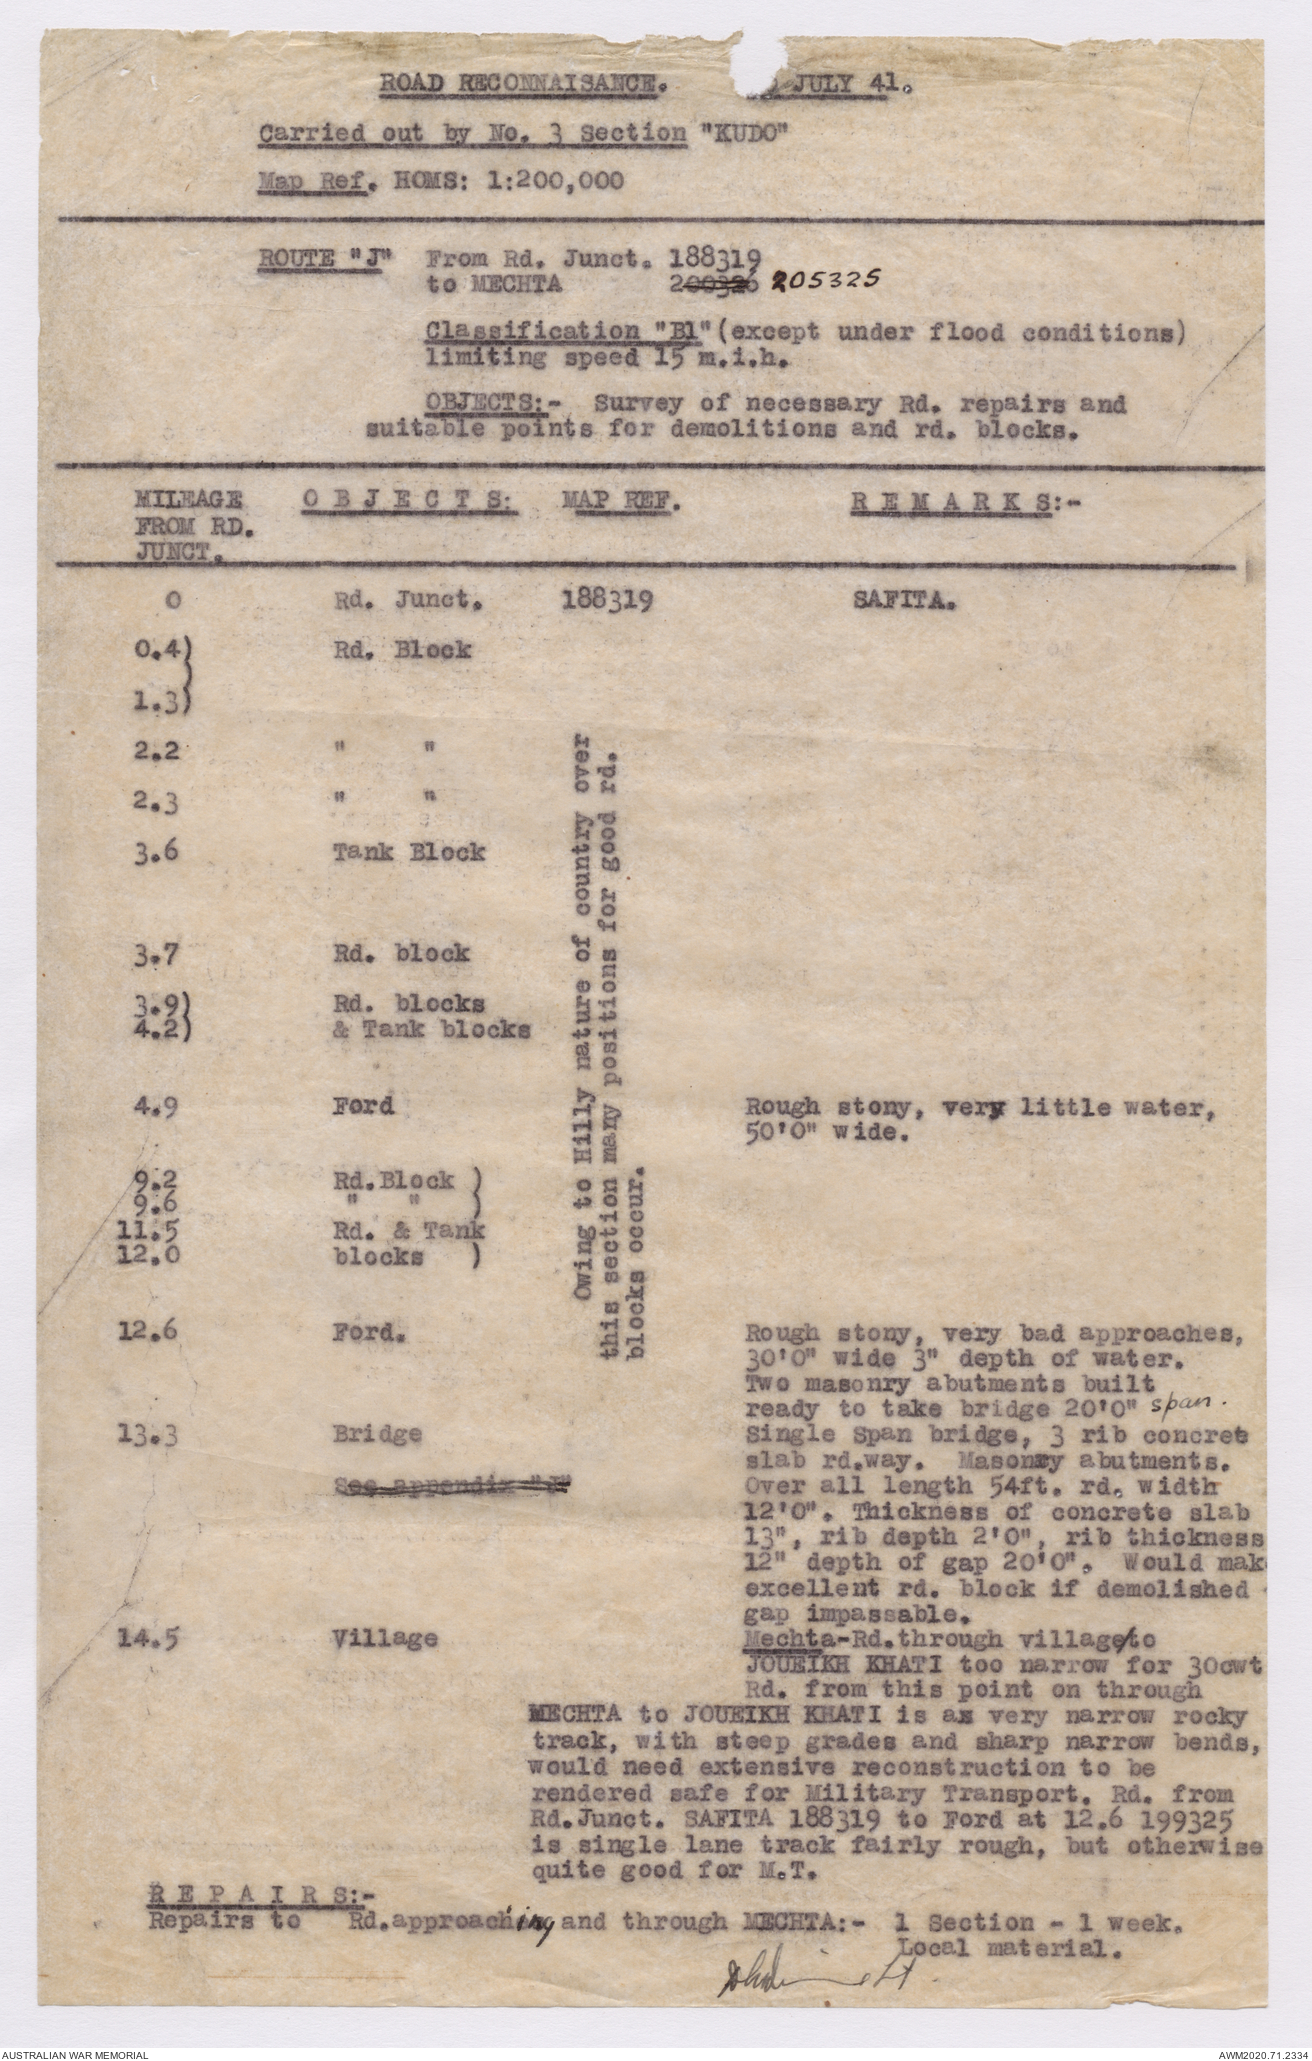 ROAD RECONNAISANCE. JULY 41.
Carried out by No. 3 Section "KUDO"
Map Ref. HOMS: 1:200,000
ROUTE "J" From Rd. Junct. 188319
to MECHTA 200326 205325
Classification "B1" (except under flood conditions)
limiting speed 15 m.i.h.
OBJECTS:- Survey of necessary Rd. repairs and
suitable points for demolitions and rd. blocks.
MILEAGE O B J E C T S: MAP REF. R E M A R K S:-
FROM RD.
JUNCT.
0 Rd. Junct. 188319 SAFITA.
0.4) Rd. Block
1.3)
2.2 " "
2.3 " "
3.6 Tank Block
3.7 Rd. block
3.9) Rd. blocks
4.2) & Tank blocks
Owing to Hilly nature of country over
this section many positions for good rd.
blocks occur.
4.9 Ford Rough stony, very little water,
50'0" wide.
9.2 Rd.Block )
9.6 " " )
11.5 Rd. & Tank
12.0 blocks )
12.6 Ford. Rough stony, very bad approaches,
30'0" wide 3" depth of water.
Two masonry abutments built
ready to take bridge 20'0" span.
13.3 Bridge Single Span bridge, 3 rib concrete
slab rd.way. Masonry abutments.
See appendix "J" Over all length 54ft. rd. width
12'0". Thickness of concrete slab
13", rib depth 2'0", rib thickness
12" depth of gap 20'0". Would mak
excellent rd. block if demolished -
gap impassable.
14.5 Village Mechta-Rd.through village/to
JOUEIKH KHATI too narrow for 30cwt
Rd. from this point on through
MECHTA to JOUEIKH KHATI is a very narrow rocky
track, with steep grades and sharp narrow bends,
would need extensive reconstruction to be
rendered safe for Military Transport. Rd. from
Rd.Junct. SAFITA 188319 to Ford at 12.6 199325
is single lane track fairly rough, but otherwise
quite good for M.T.
R E P A I R S:-
Repairs to Rd.approaching and through MECHTA:- 1 Section - 1 week.
Local material.
Lt
AUSTRALIAN WAR MEMORIAL AWM2020.71.2334